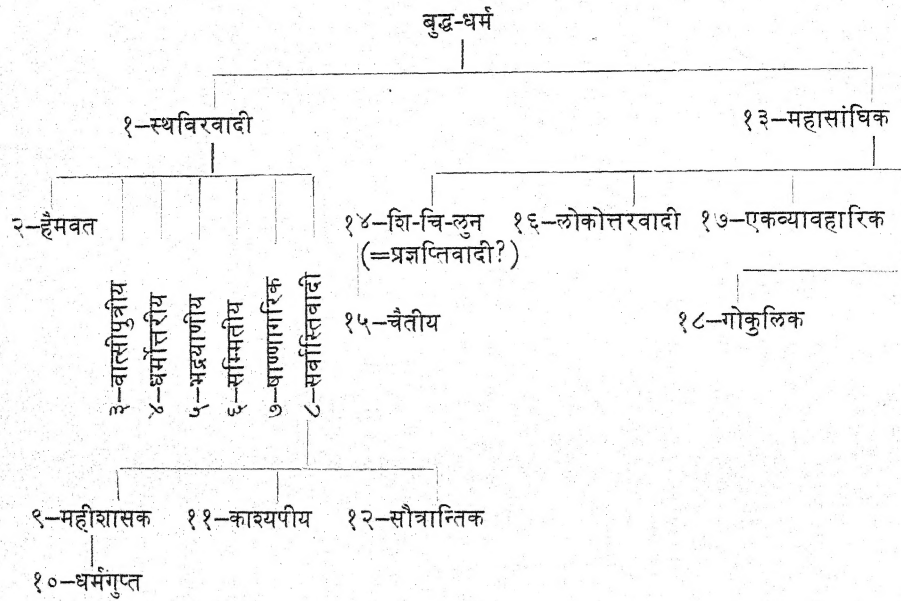 बुद्ध-धर्म
१–स्थविरवादी
१३–महासांघिक
२–हैमवत
३–वात्सीपुत्रीय
४–धर्मोत्तरीय
५–भद्रयाणीय
६–सम्मितीय
७–षाण्णागरिक
८–सर्वास्तिवादी
१४–शि-चि-लुन
(=प्रज्ञप्तिवादी?)
१६–लोकोत्तरवादी
१७–एकव्यावहारिक
१५–चैतीय
१८–गोकुलिक
९–महीशासक
११–काश्यपीय
१२–सौत्रान्तिक
१०–धर्मगुप्त